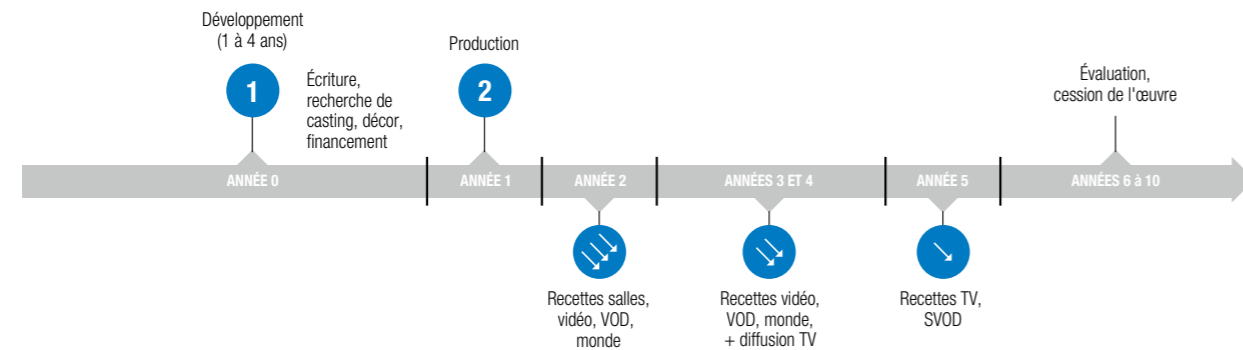 Développement
(1 à 4 ans)
1
Écriture,
recherche de
casting, décor,
financement
Production
2
Évaluation,
cession de l'œuvre
ANNÉE 0
ANNÉE 1
ANNÉE 2
ANNÉES 3 ET 4
ANNÉE 5
ANNÉES 6 à 10
Recettes salles,
vidéo, VOD,
monde
Recettes vidéo,
VOD, monde,
+ diffusion TV
Recettes TV,
SVOD